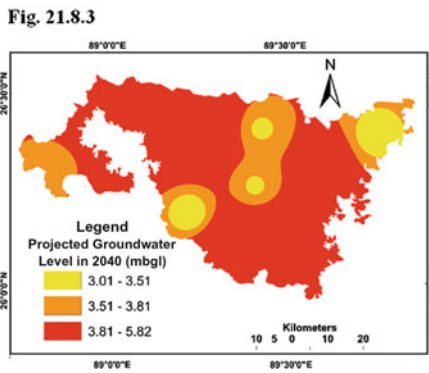 Fig. 21.8.3
89°0'0"E 89°30'0"E
26°30'0"N
N
Legend
Projected Groundwater
Level in 2040 (mbgl)
3.01 - 3.51
3.51 - 3.81
3.81 - 5.82
26°0'0"N
Kilometers
10 5 0 10 20
89°0'0"E 89°30'0"E